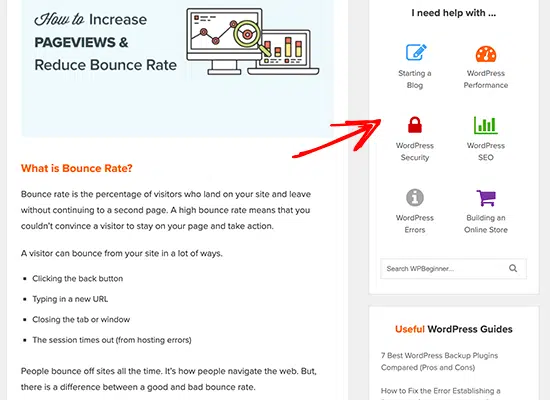 How to Increase
PAGEVIEWS &
Reduce Bounce Rate
What is Bounce Rate?
Bounce rate is the percentage of visitors who land on your site and leave
without continuing to a second page. A high bounce rate means that you
couldn't convince a visitor to stay on your page and take action.
A visitor can bounce from your site in a lot of ways.
Clicking the back button
Typing in a new URL
Closing the tab or window
The session times out (from hosting errors)
People bounce off sites all the time. It's how people navigate the web. But,
there is a difference between a good and bad bounce rate.
I need help with ...
Starting a
Blog
WordPress
Performance
WordPress
Security
WordPress
SEO
WordPress
Errors
Building an
Online Store
Search WPBeginner...
Useful WordPress Guides
7 Best WordPress Backup Plugins
Compared (Pros and Cons)
How to Fix the Error Establishing a